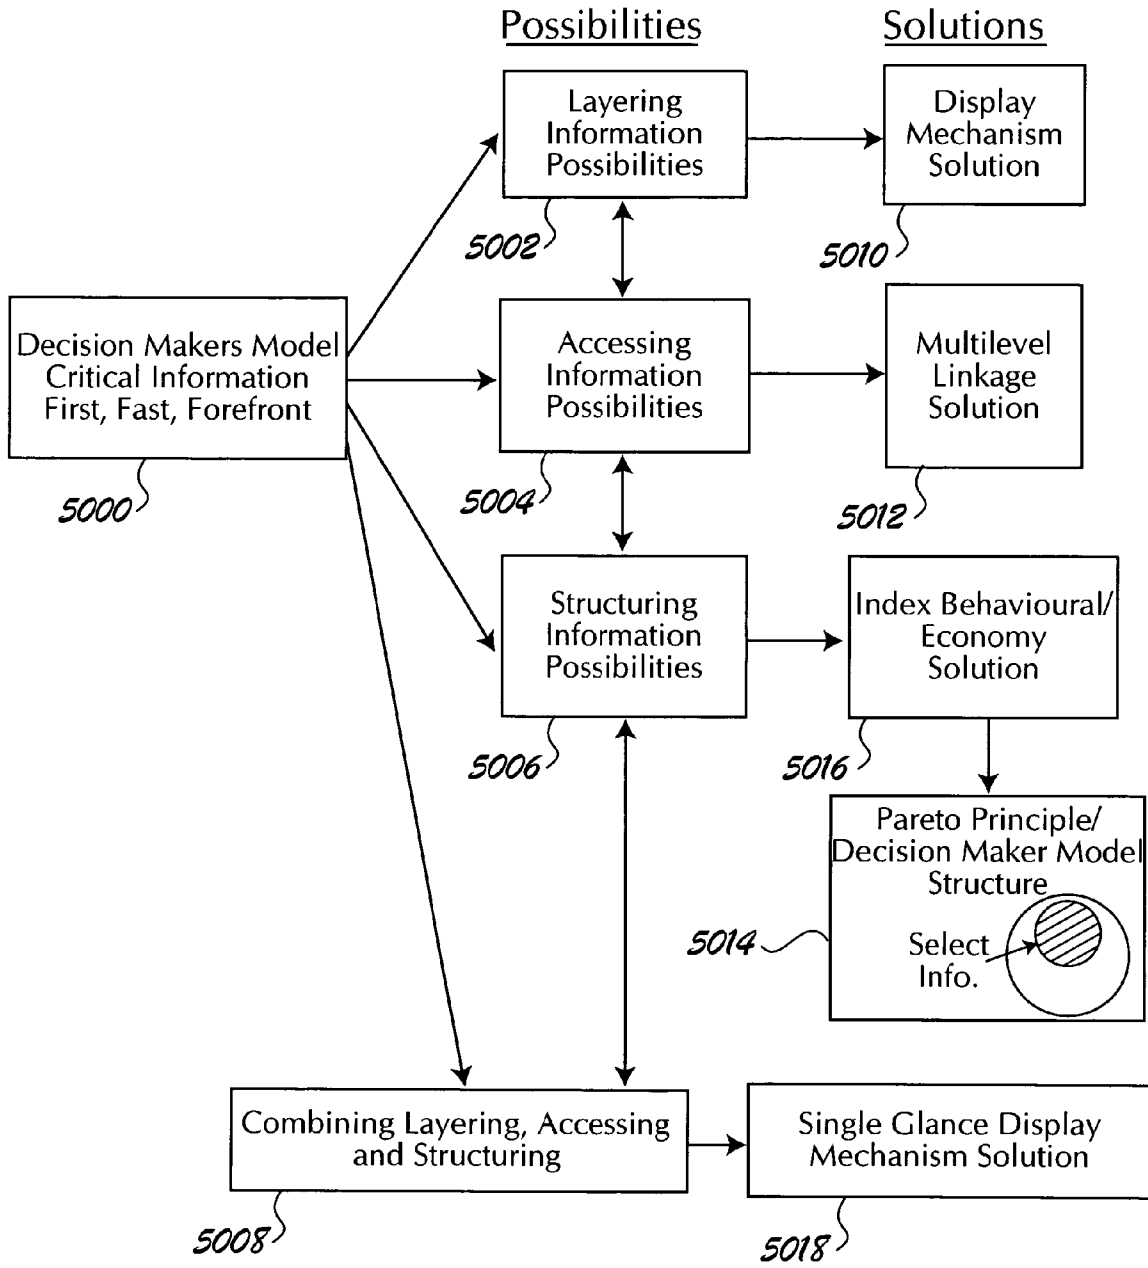 Possibilities
Solutions
Layering
Information
Possibilities
Display
Mechanism
Solution
5002
5010
Decision Makers Model
Critical Information
First, Fast, Forefront
Accessing
Information
Possibilities
Multilevel
Linkage
Solution
5000
5004
5012
Structuring
Information
Possibilities
Index Behavioural/
Economy
Solution
5006
5016
Pareto Principle/
Decision Maker Model
Structure
5014
Select
Info.
Combining Layering, Accessing
and Structuring
Single Glance Display
Mechanism Solution
5008
5018